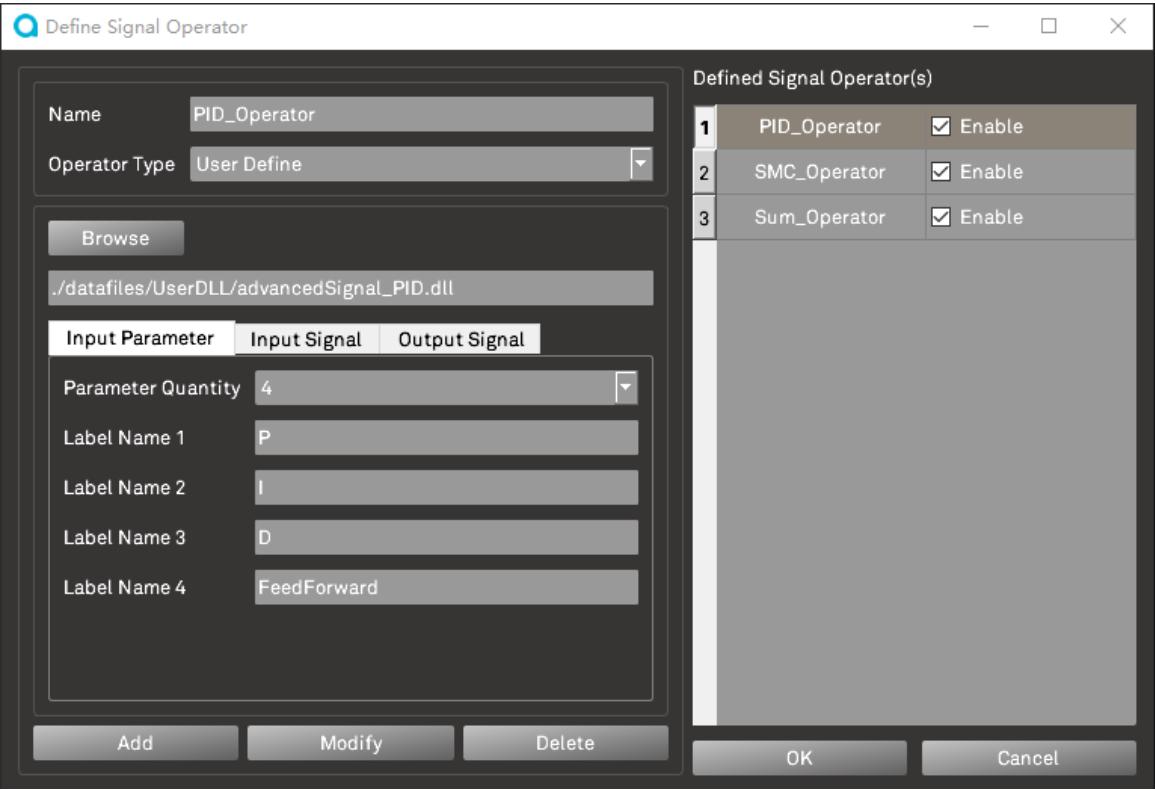 Define Signal Operator
Name PID_Operator
Operator Type User Define
Browse
./datafiles/UserDLL/advancedSignal_PID.dll
Input Parameter Input Signal Output Signal
Parameter Quantity 4
Label Name 1 P
Label Name 2 I
Label Name 3 D
Label Name 4 FeedForward
Add Modify Delete
Defined Signal Operator(s)
1 PID_Operator Enable
2 SMC_Operator Enable
3 Sum_Operator Enable
OK Cancel